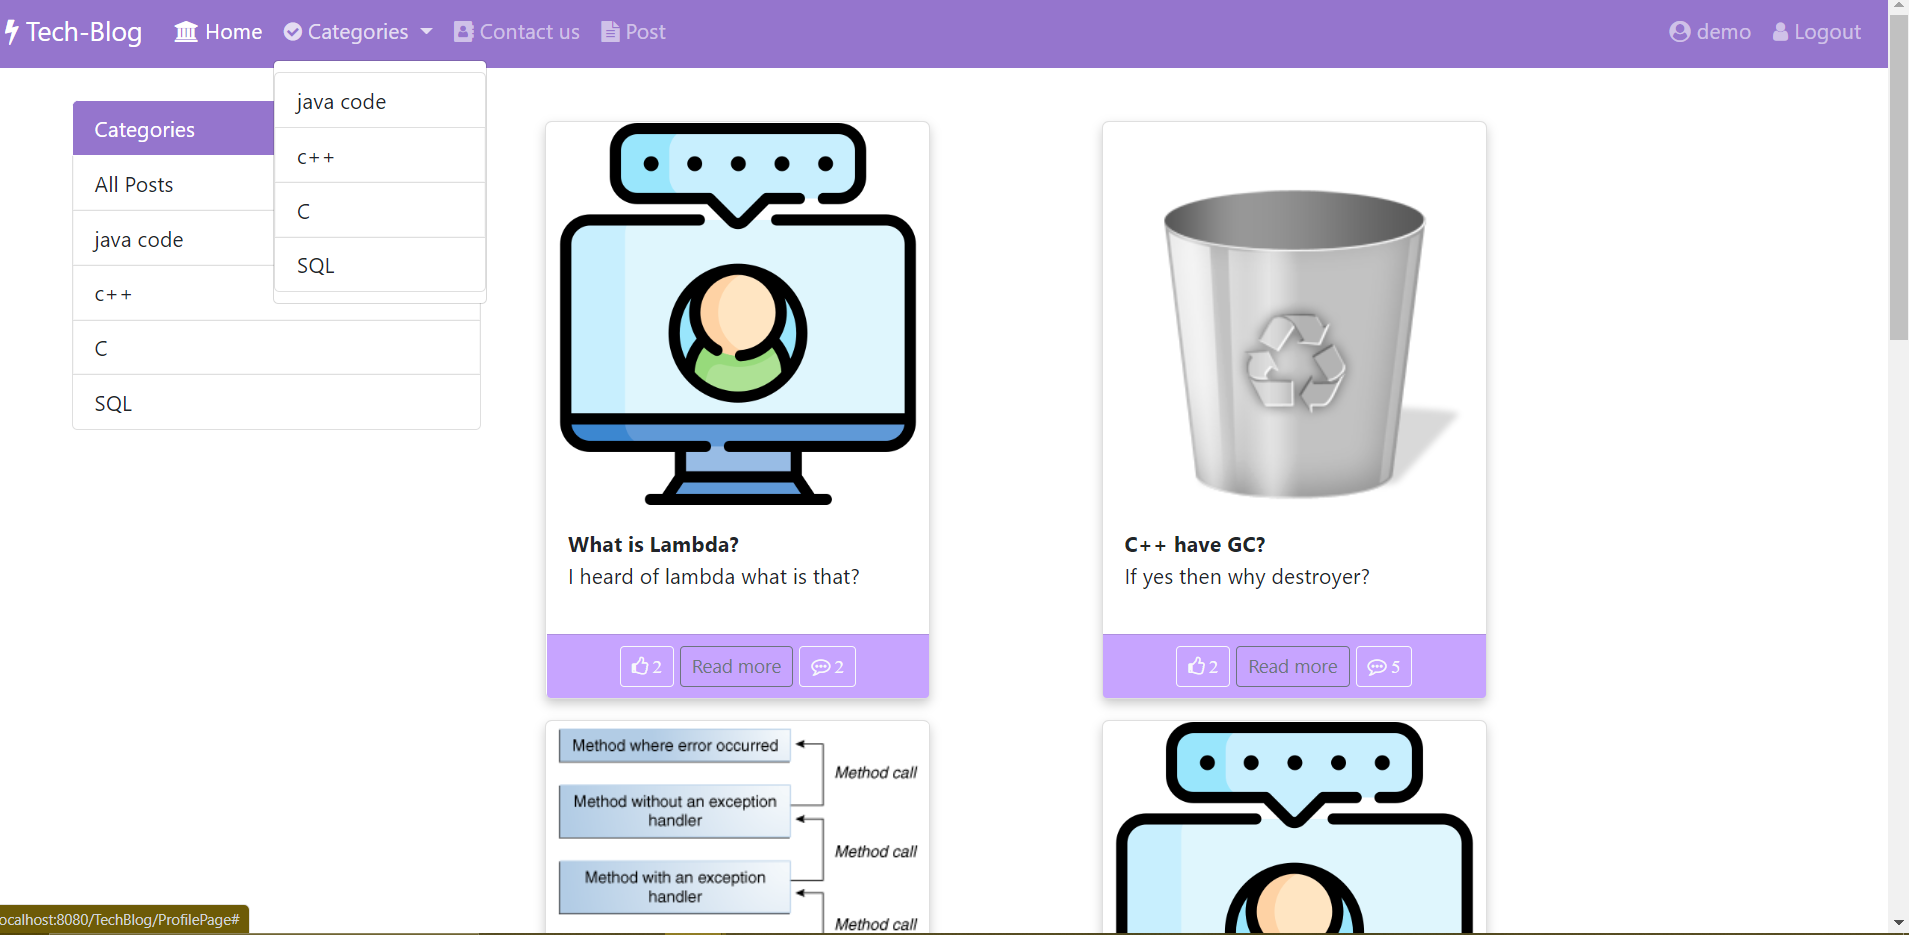 Tech-Blog Home Categories Contact us Post demo Logout
java code
c++
C
SQL
Categories
All Posts
java code
c++
C
SQL
What is Lambda?
I heard of lambda what is that?
2 Read more 2
C++ have GC?
If yes then why destroyer?
2 Read more 5
Method where error occurred
Method call
Method without an exception
handler
Method call
Method with an exception
handler
Method call
ocalhost:8080/TechBlog/ProfilePage#